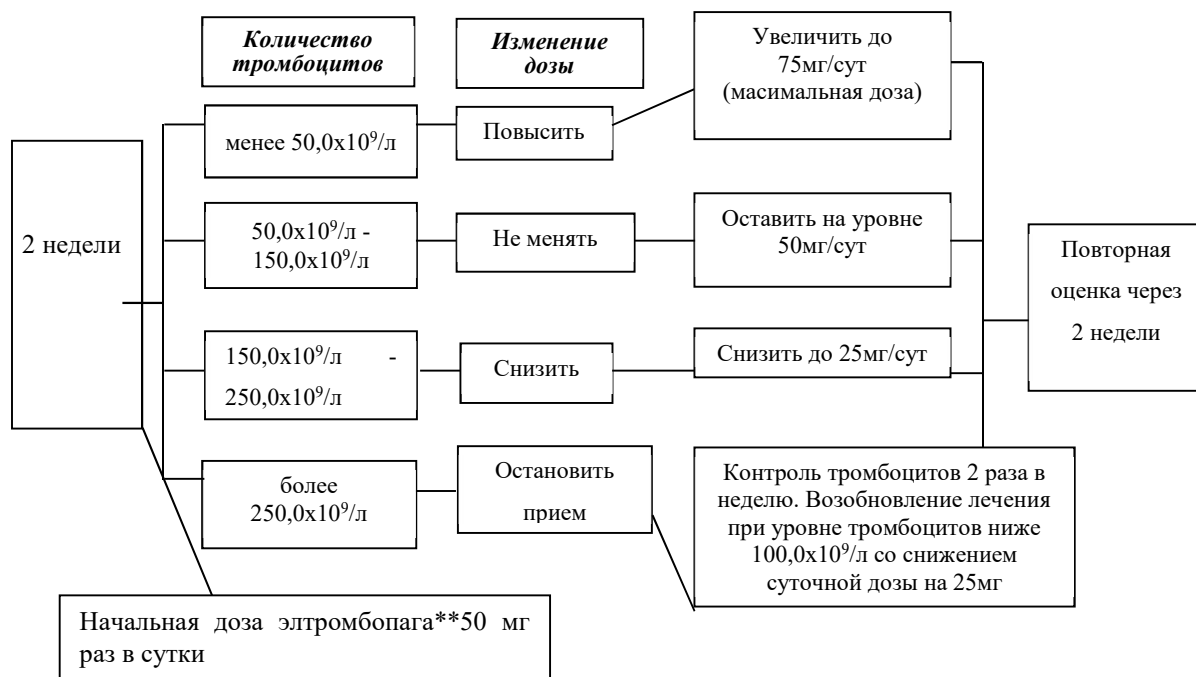 Количество
тромбоцитов
Изменение
дозы
Увеличить до
75мг/сут
(масимальная доза)
менее 50,0х10⁹/л
Повысить
2 недели
50,0х10⁹/л -
150,0х10⁹/л
Не менять
Оставить на уровне
50мг/сут
Повторная
оценка через
2 недели
150,0х10⁹/л -
250,0х10⁹/л
Снизить
Снизить до 25мг/сут
более
250,0х10⁹/л
Остановить
прием
Контроль тромбоцитов 2 раза в
неделю. Возобновление лечения
при уровне тромбоцитов ниже
100,0х10⁹/л со снижением
суточной дозы на 25мг
Начальная доза элтромбопага**50 мг
раз в сутки